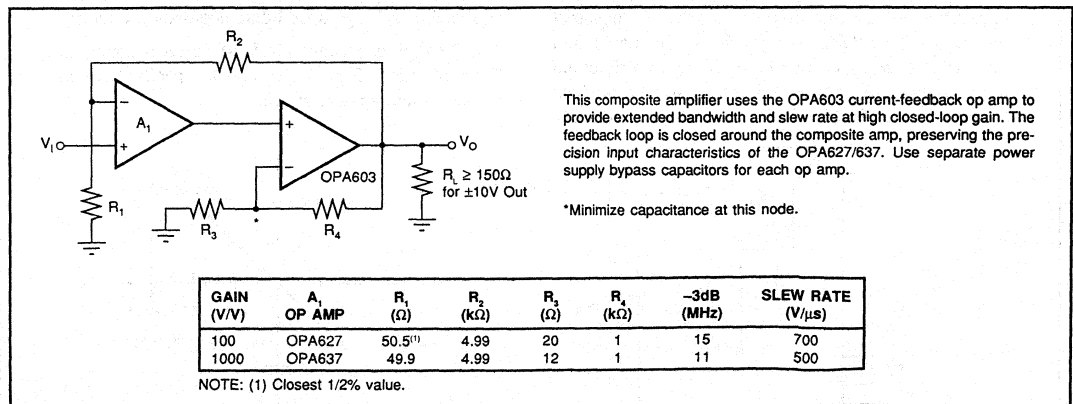 R2
A1
VI
+
−
+
−
OPA603
VO
RL ≥ 150Ω
for ±10V Out
R1
R3
*
R4
This composite amplifier uses the OPA603 current-feedback op amp to
provide extended bandwidth and slew rate at high closed-loop gain. The
feedback loop is closed around the composite amp, preserving the pre-
cision input characteristics of the OPA627/637. Use separate power
supply bypass capacitors for each op amp.
*Minimize capacitance at this node.
GAIN A1 R1 R2 R3 R4 −3dB SLEW RATE
(V/V) OP AMP (Ω) (kΩ) (Ω) (kΩ) (MHz) (V/µs)
100 OPA627 50.5(1) 4.99 20 1 15 700
1000 OPA637 49.9 4.99 12 1 11 500
NOTE: (1) Closest 1/2% value.